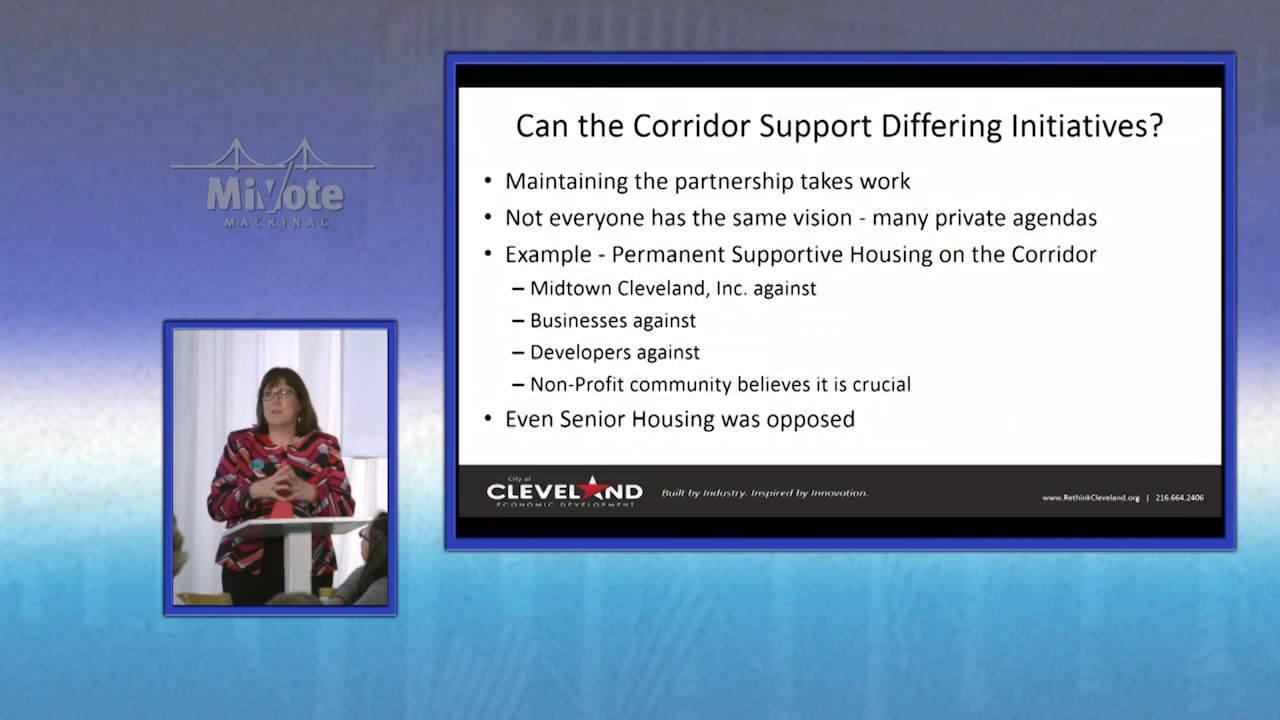 MiVote
MACKINAC
Can the Corridor Support Differing Initiatives?
• Maintaining the partnership takes work
• Not everyone has the same vision - many private agendas
• Example - Permanent Supportive Housing on the Corridor
– Midtown Cleveland, Inc. against
– Businesses against
– Developers against
– Non-Profit community believes it is crucial
• Even Senior Housing was opposed
City of
CLEVELAND
ECONOMIC DEVELOPMENT
Built by Industry. Inspired by Innovation.
www.RethinkCleveland.org | 216.664.2406